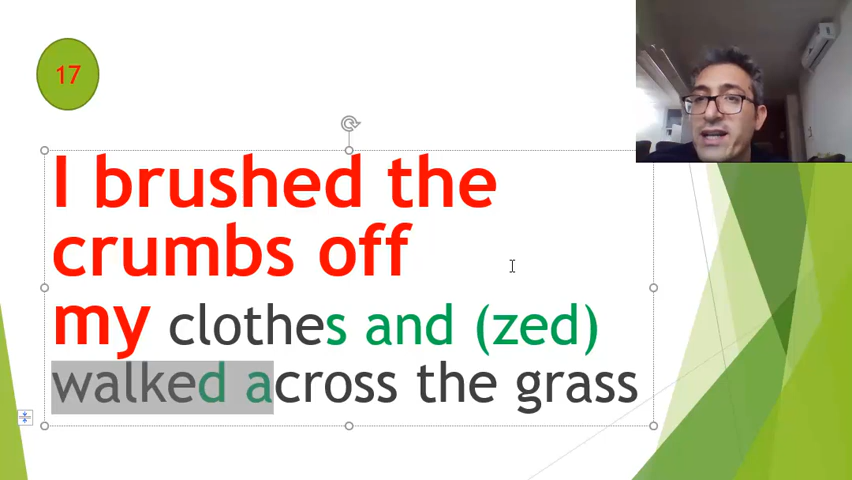 17
I brushed the
crumbs off
my clothes and (zed)
walked across the grass